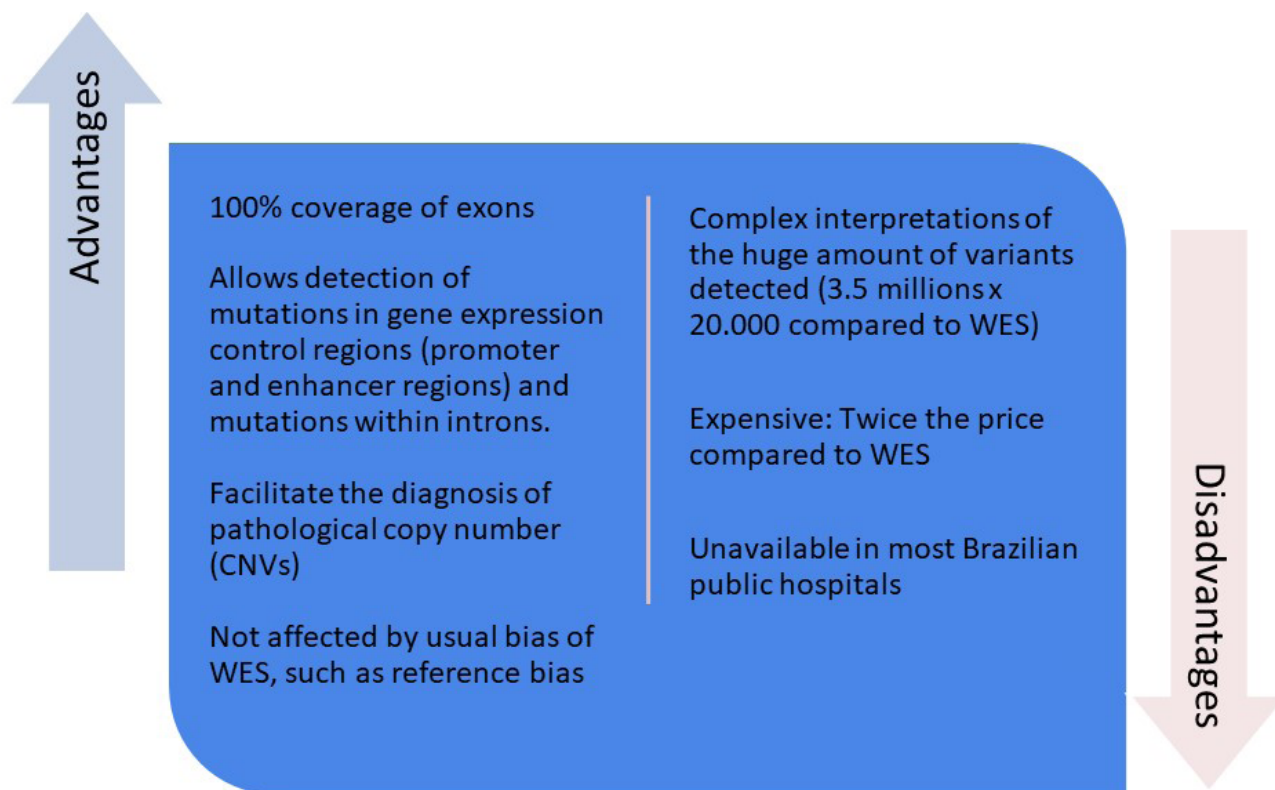 Advantages
100% coverage of exons
Allows detection of
mutations in gene expression
control regions (promoter
and enhancer regions) and
mutations within introns.
Facilitate the diagnosis of
pathological copy number
(CNVs)
Not affected by usual bias of
WES, such as reference bias
Complex interpretations of
the huge amount of variants
detected (3.5 millions x
20.000 compared to WES)
Expensive: Twice the price
compared to WES
Unavailable in most Brazilian
public hospitals
Disadvantages